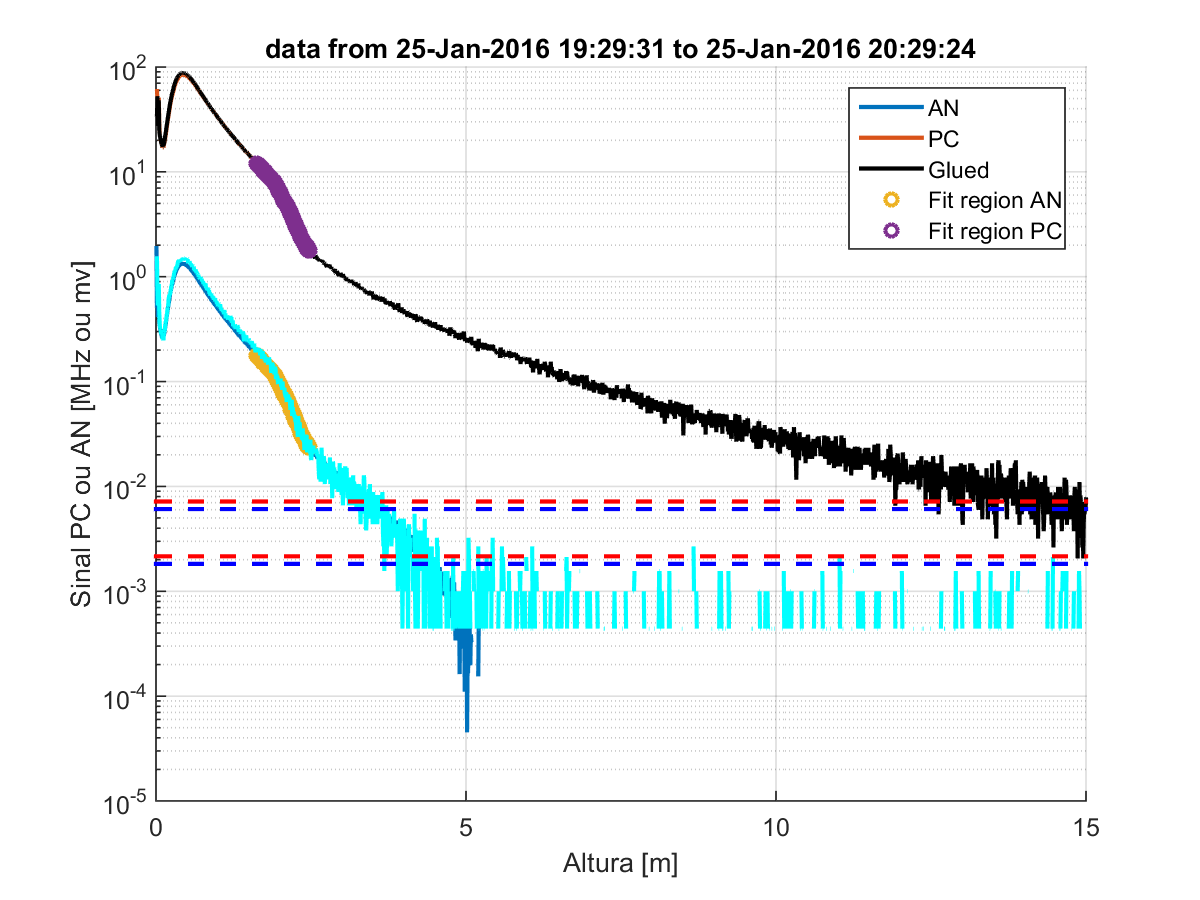 data from 25-Jan-2016 19:29:31 to 25-Jan-2016 20:29:24
AN
PC
Glued
Fit region AN
Fit region PC
Sinal PC ou AN [MHz ou mv]
10^2
10^1
10^0
10^-1
10^-2
10^-3
10^-4
10^-5
0 5 10 15
Altura [m]